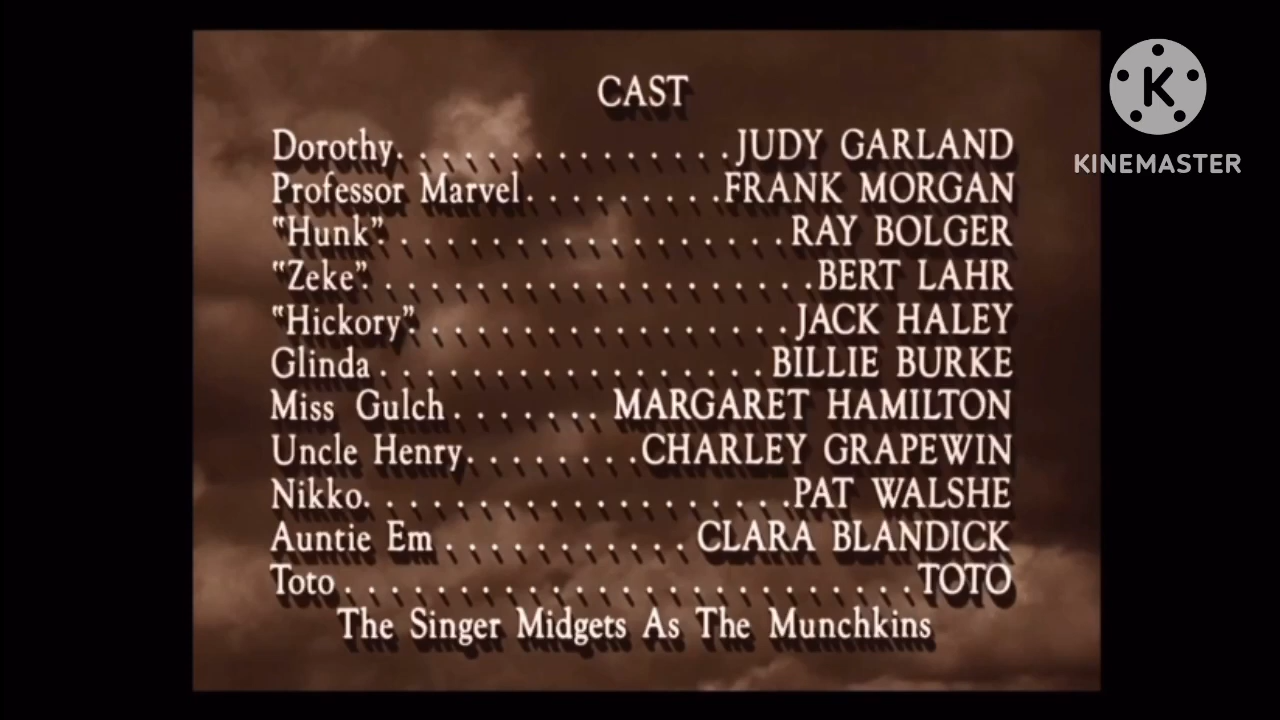 CAST
Dorothy. . . . . . . . . . . . . . . JUDY GARLAND
Professor Marvel. . . . . . . . .FRANK MORGAN
"Hunk". . . . . . . . . . . . . . . . . . RAY BOLGER
"Zeke". . . . . . . . . . . . . . . . . . . . BERT LAHR
"Hickory". . . . . . . . . . . . . . . . . JACK HALEY
Glinda . . . . . . . . . . . . . . . . . BILLIE BURKE
Miss Gulch . . . . . . . MARGARET HAMILTON
Uncle Henry. . . . . . . .CHARLEY GRAPEWIN
Nikko. . . . . . . . . . . . . . . . . . . .PAT WALSHE
Auntie Em . . . . . . . . . . . CLARA BLANDICK
Toto . . . . . . . . . . . . . . . . . . . . . . . . . TOTO
The Singer Midgets As The Munchkins
KINEMASTER